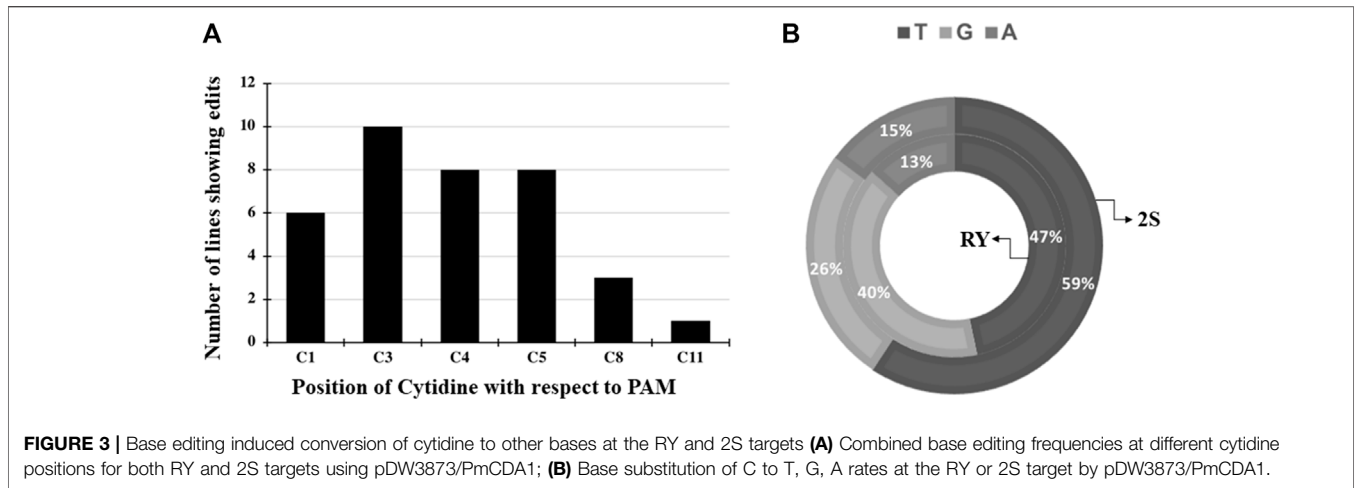 A
Number of lines showing edits
12
10
8
6
4
2
0
C1 C3 C4 C5 C8 C11
Position of Cytidine with respect to PAM
B
T G A
15%
13%
2S
RY
47%
26%
40%
59%
FIGURE 3 | Base editing induced conversion of cytidine to other bases at the RY and 2S targets (A) Combined base editing frequencies at different cytidine
positions for both RY and 2S targets using pDW3873/PmCDA1; (B) Base substitution of C to T, G, A rates at the RY or 2S target by pDW3873/PmCDA1.